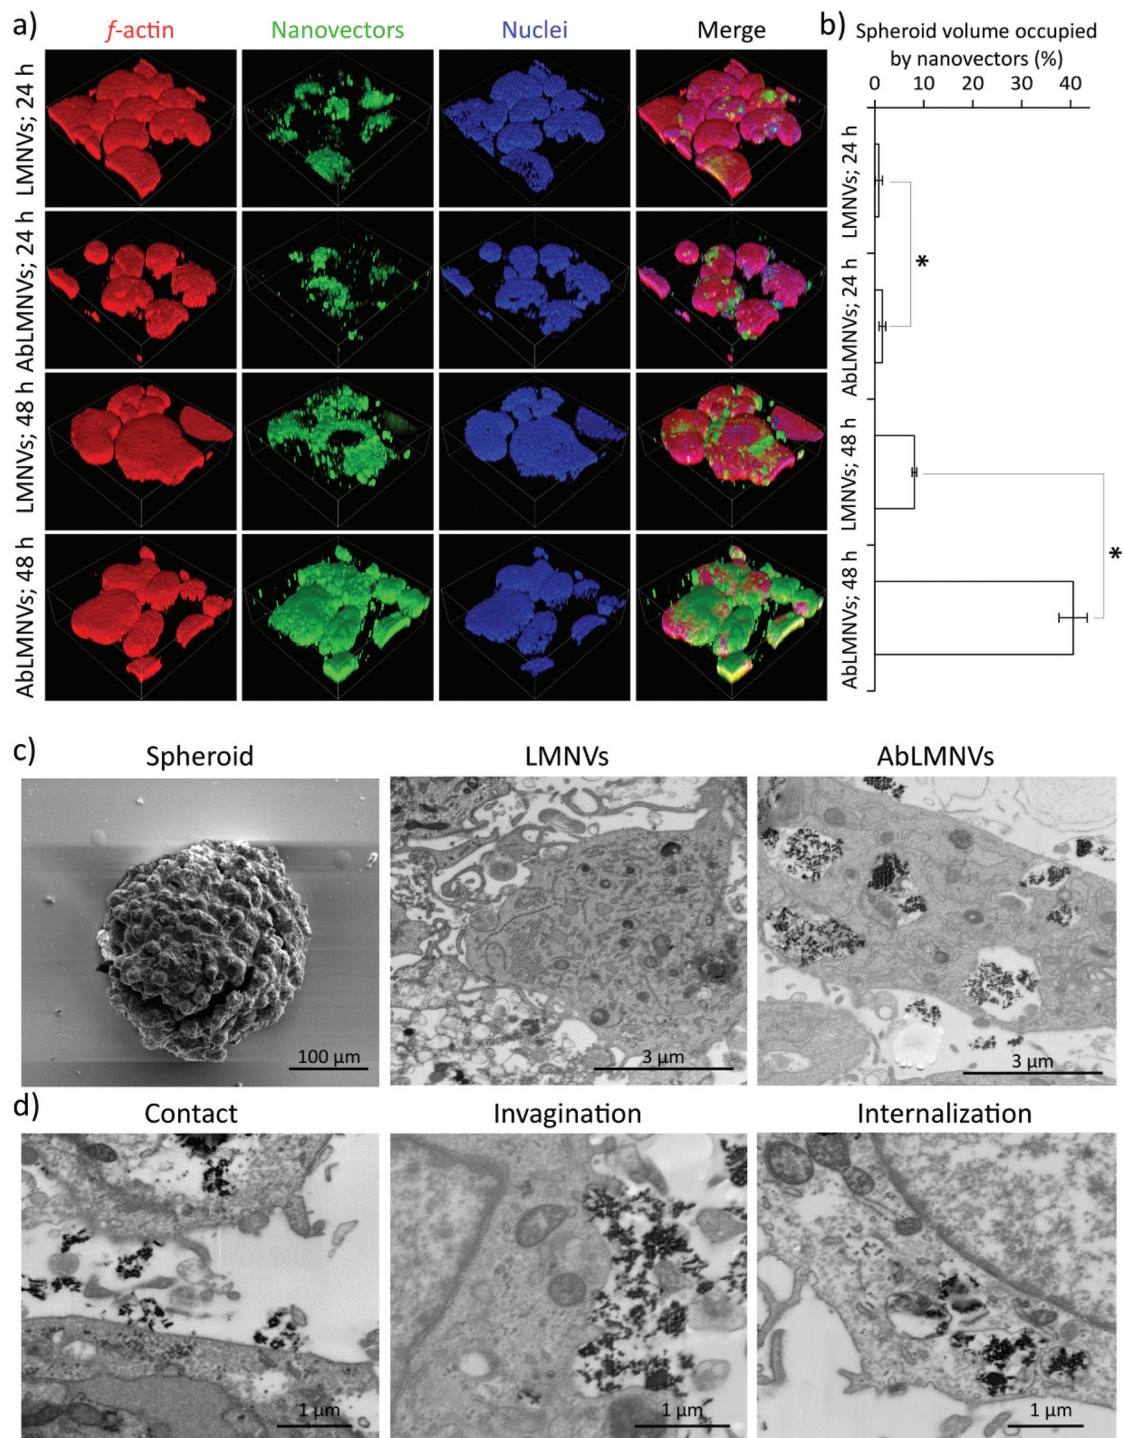 a)
f-actin
Nanovectors
Nuclei
Merge
LMNVs; 24 h
AbLMNVs; 24 h
LMNVs; 48 h
AbLMNVs; 48 h
b)
Spheroid volume occupied
by nanovectors (%)
0 10 20 30 40
LMNVs; 24 h
AbLMNVs; 24 h
LMNVs; 48 h
AbLMNVs; 48 h
*
*
c)
Spheroid
LMNVs
AbLMNVs
100 μm
3 μm
3 μm
d)
Contact
Invagination
Internalization
1 μm
1 μm
1 μm